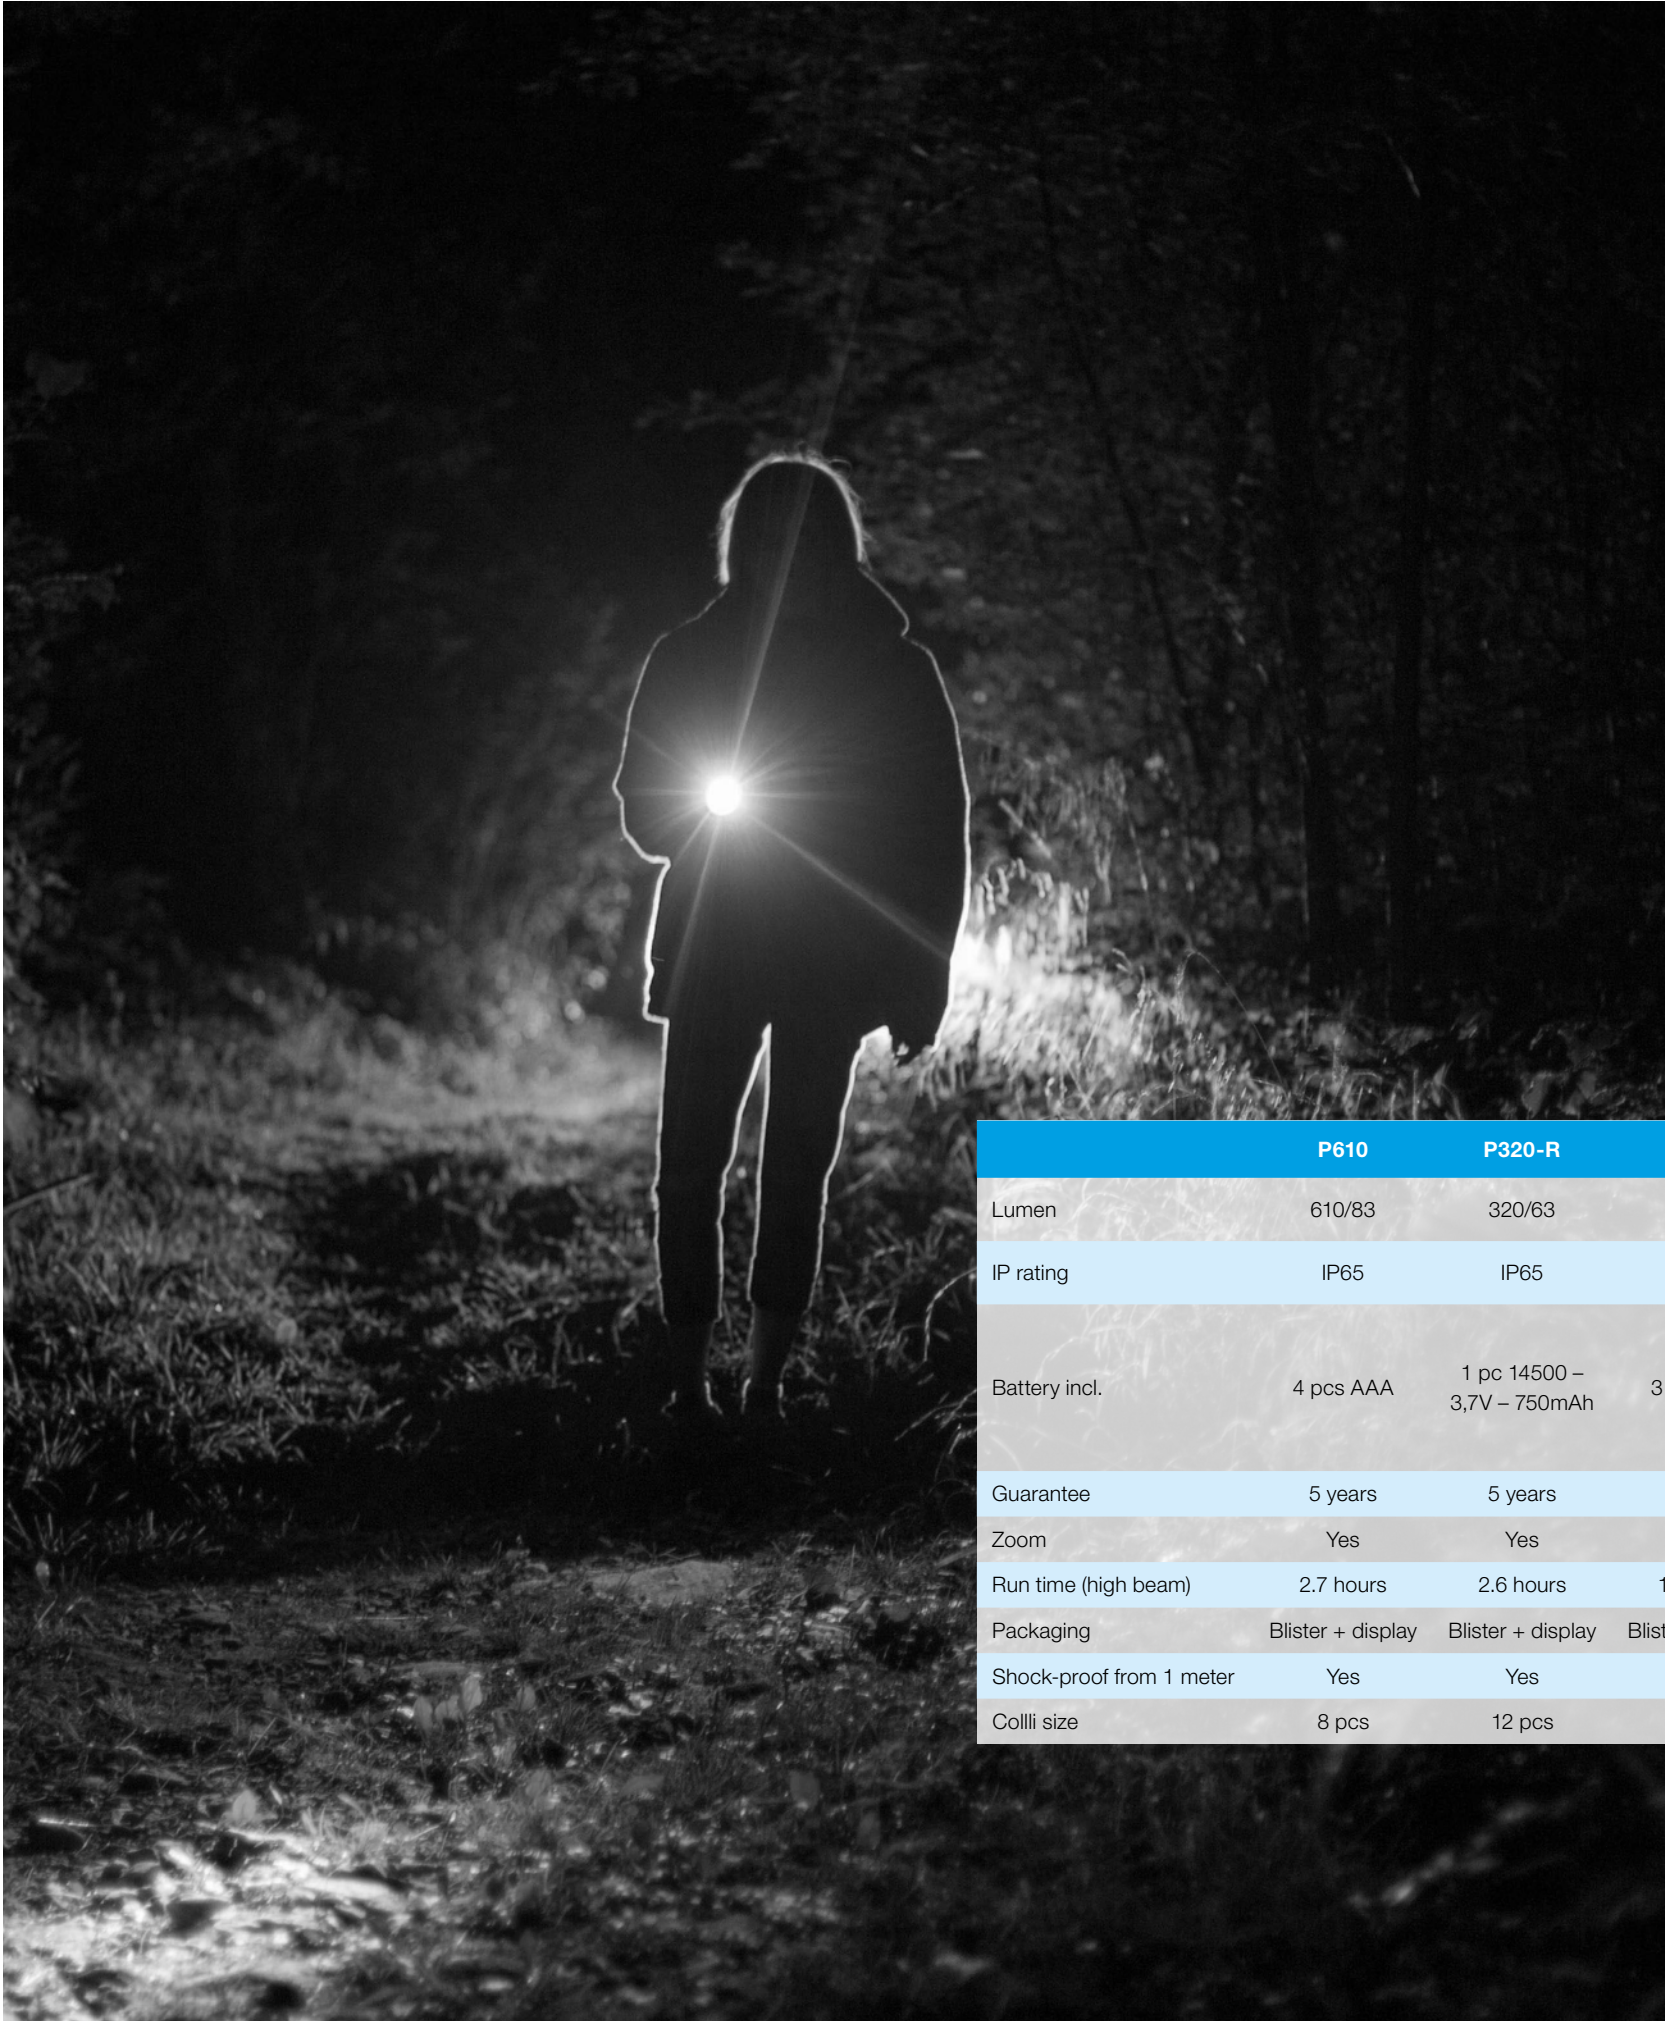 P610 P320-R
Lumen 610/83 320/63
IP rating IP65 IP65
Battery incl. 4 pcs AAA 1 pc 14500 –
3,7V – 750mAh 3
Guarantee 5 years 5 years
Zoom Yes Yes
Run time (high beam) 2.7 hours 2.6 hours 1
Packaging Blister + display Blister + display Blist
Shock-proof from 1 meter Yes Yes
Collli size 8 pcs 12 pcs